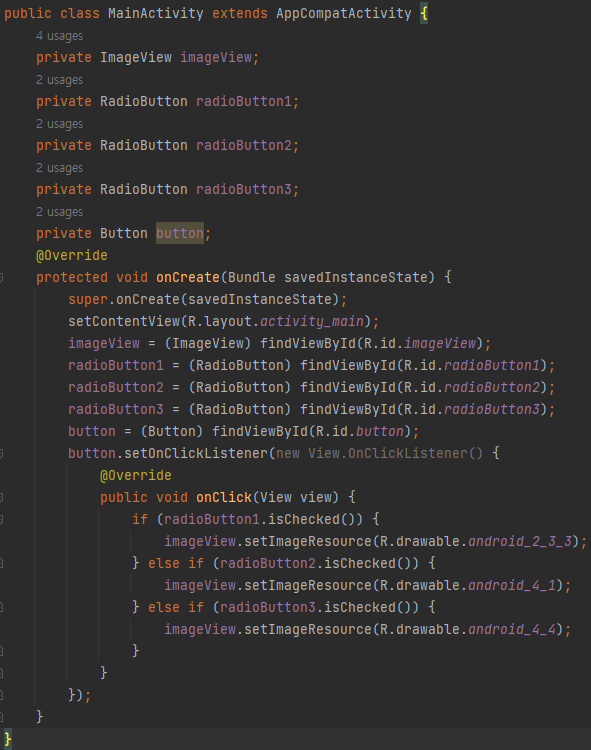 public class MainActivity extends AppCompatActivity {
    4 usages
    private ImageView imageView;
    2 usages
    private RadioButton radioButton1;
    2 usages
    private RadioButton radioButton2;
    2 usages
    private RadioButton radioButton3;
    2 usages
    private Button button;
    @Override
    protected void onCreate(Bundle savedInstanceState) {
        super.onCreate(savedInstanceState);
        setContentView(R.layout.activity_main);
        imageView = (ImageView) findViewById(R.id.imageView);
        radioButton1 = (RadioButton) findViewById(R.id.radioButton1);
        radioButton2 = (RadioButton) findViewById(R.id.radioButton2);
        radioButton3 = (RadioButton) findViewById(R.id.radioButton3);
        button = (Button) findViewById(R.id.button);
        button.setOnClickListener(new View.OnClickListener() {
            @Override
            public void onClick(View view) {
                if (radioButton1.isChecked()) {
                    imageView.setImageResource(R.drawable.android_2_3_3);
                } else if (radioButton2.isChecked()) {
                    imageView.setImageResource(R.drawable.android_4_1);
                } else if (radioButton3.isChecked()) {
                    imageView.setImageResource(R.drawable.android_4_4);
                }
            }
        });
    }
}